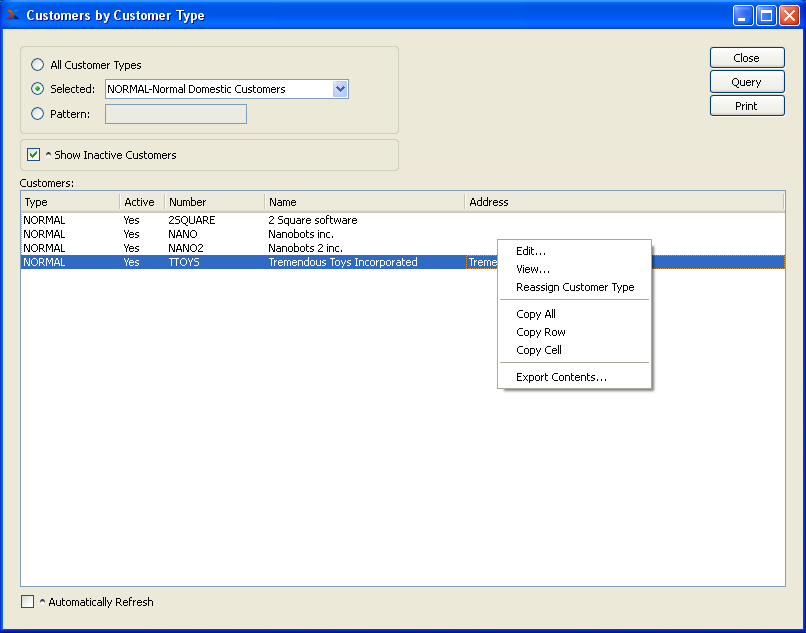 Customers by Customer Type
All Customer Types
Selected: NORMAL-Normal Domestic Customers
Pattern:
Close
Query
Print
^ Show Inactive Customers
Customers:
Type Active Number Name Address
NORMAL Yes 2SQUARE 2 Square software
NORMAL Yes NANO Nanobots inc.
NORMAL Yes NANO2 Nanobots 2 inc.
NORMAL Yes TTOYS Tremendous Toys Incorporated Treme
Edit...
View...
Reassign Customer Type
Copy All
Copy Row
Copy Cell
Export Contents...
^ Automatically Refresh